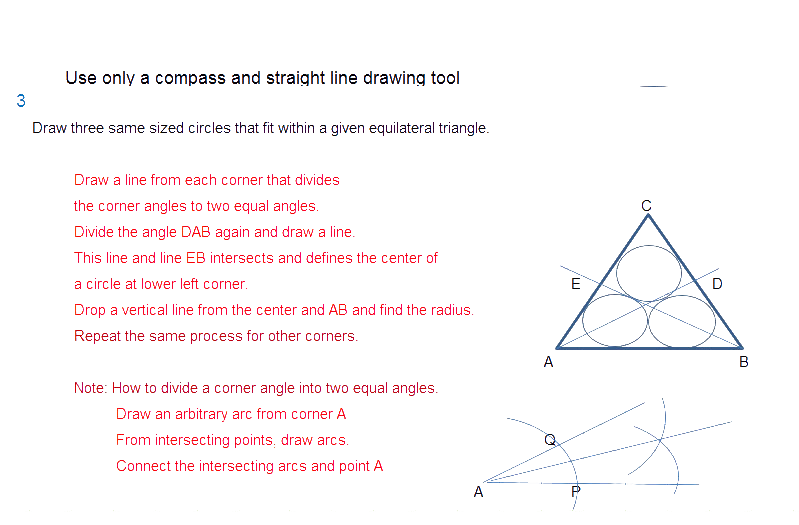 Use only a compass and straight line drawing tool
3
Draw three same sized circles that fit within a given equilateral triangle.
Draw a line from each corner that divides
the corner angles to two equal angles.
Divide the angle DAB again and draw a line.
This line and line EB intersects and defines the center of
a circle at lower left corner.
Drop a vertical line from the center and AB and find the radius.
Repeat the same process for other corners.
Note: How to divide a corner angle into two equal angles.
Draw an arbitrary arc from corner A
From intersecting points, draw arcs.
Connect the intersecting arcs and point A
C
E
D
A
B
Q
A
P